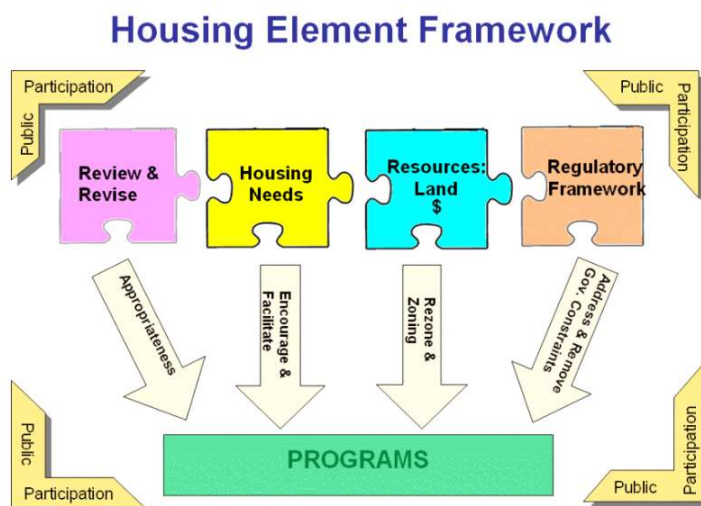 Housing Element Framework
Participation
Public
Public
Participation
Review &
Revise
Housing
Needs
Resources:
Land
$
Regulatory
Framework
Appropriateness
Encourage &
Facilitate
Rezone &
Zoning
Address & Remove
Gov. Constraints
PROGRAMS
Public
Participation
Public
Participation